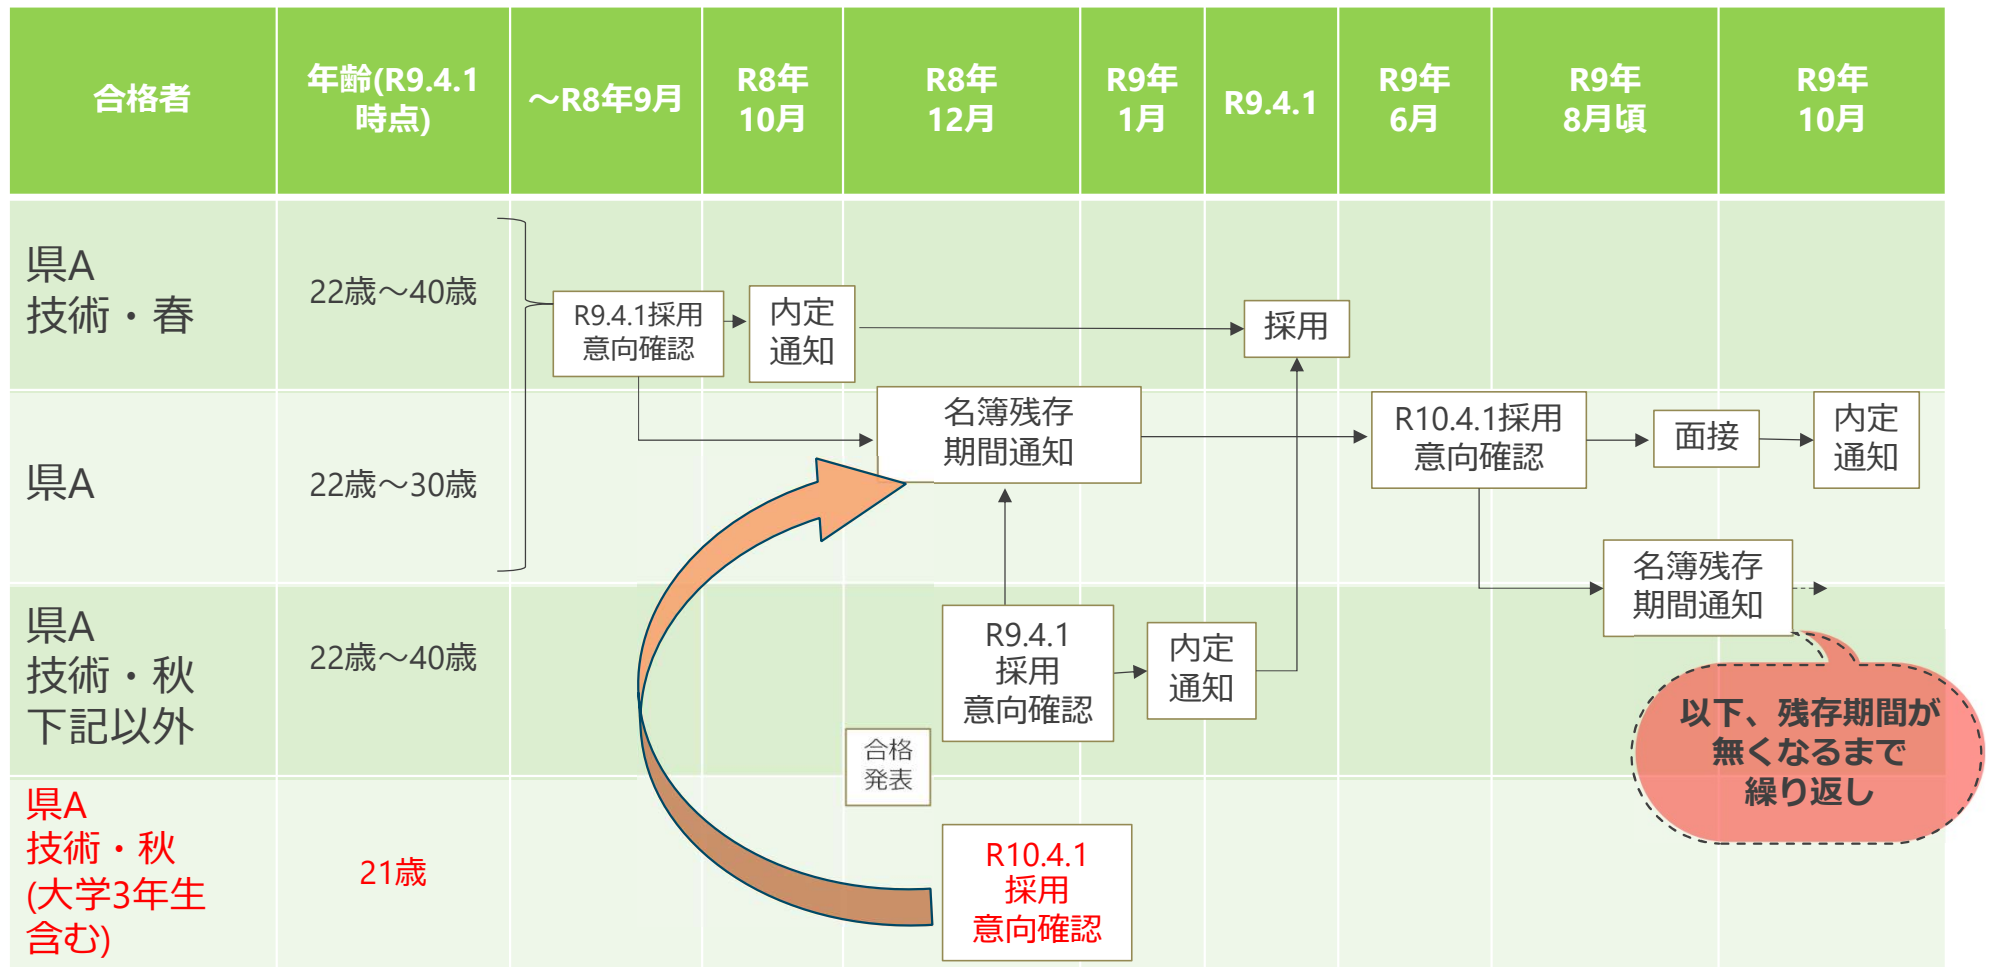 合格者
年齢(R9.4.1
時点)
～R8年9月
R8年
10月
R8年
12月
R9年
1月
R9.4.1
R9年
6月
R9年
8月頃
R9年
10月
県A
技術・春
22歳～40歳
R9.4.1採用
意向確認
内定
通知
採用
県A
22歳～30歳
名簿残存
期間通知
R10.4.1採用
意向確認
面接
内定
通知
名簿残存
期間通知
県A
技術・秋
下記以外
22歳～40歳
R9.4.1
採用
意向確認
内定
通知
合格
発表
以下、残存期間が
無くなるまで
繰り返し
県A
技術・秋
(大学3年生
含む)
21歳
R10.4.1
採用
意向確認